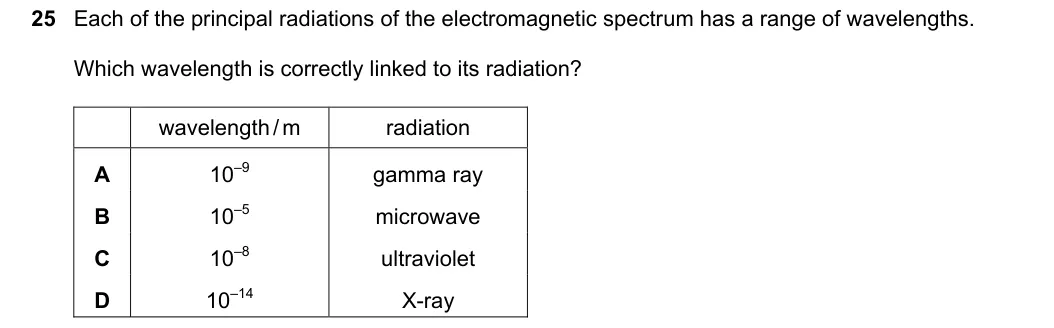 25 Each of the principal radiations of the electromagnetic spectrum has a range of wavelengths.
Which wavelength is correctly linked to its radiation?
wavelength / m radiation
A 10⁻⁹ gamma ray
B 10⁻⁵ microwave
C 10⁻⁸ ultraviolet
D 10⁻¹⁴ X-ray